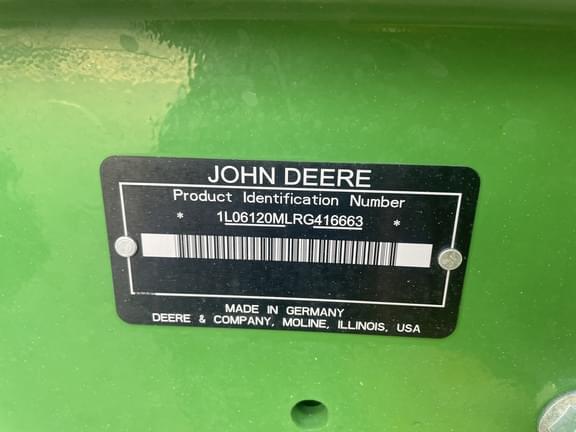 JOHN DEERE
Product Identification Number
* 1L06120MLRG416663 *
MADE IN GERMANY
DEERE & COMPANY, MOLINE, ILLINOIS, USA